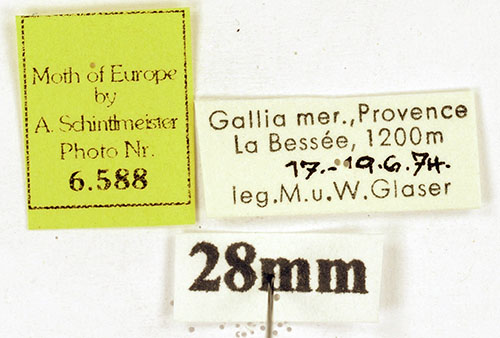 Moth of Europe
by
A. Schintlmeister
Photo Nr.
6.588
Gallia mer., Provence
La Bessée, 1200m
17.-19.6.74.
leg.M.u.W.Glaser
28mm